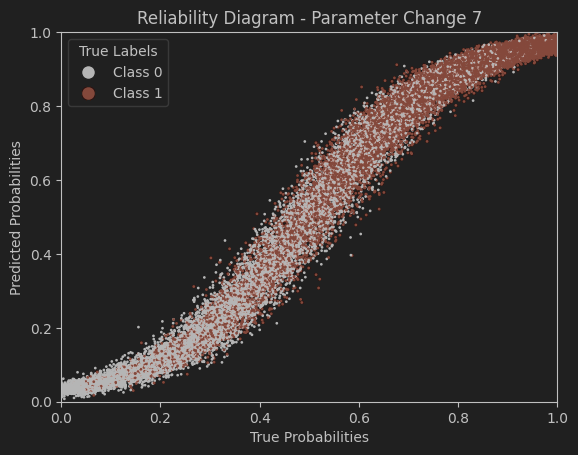 Reliability Diagram - Parameter Change 7
True Labels
Class 0
Class 1
Predicted Probabilities
1.0
0.8
0.6
0.4
0.2
0.0
0.0 0.2 0.4 0.6 0.8 1.0
True Probabilities